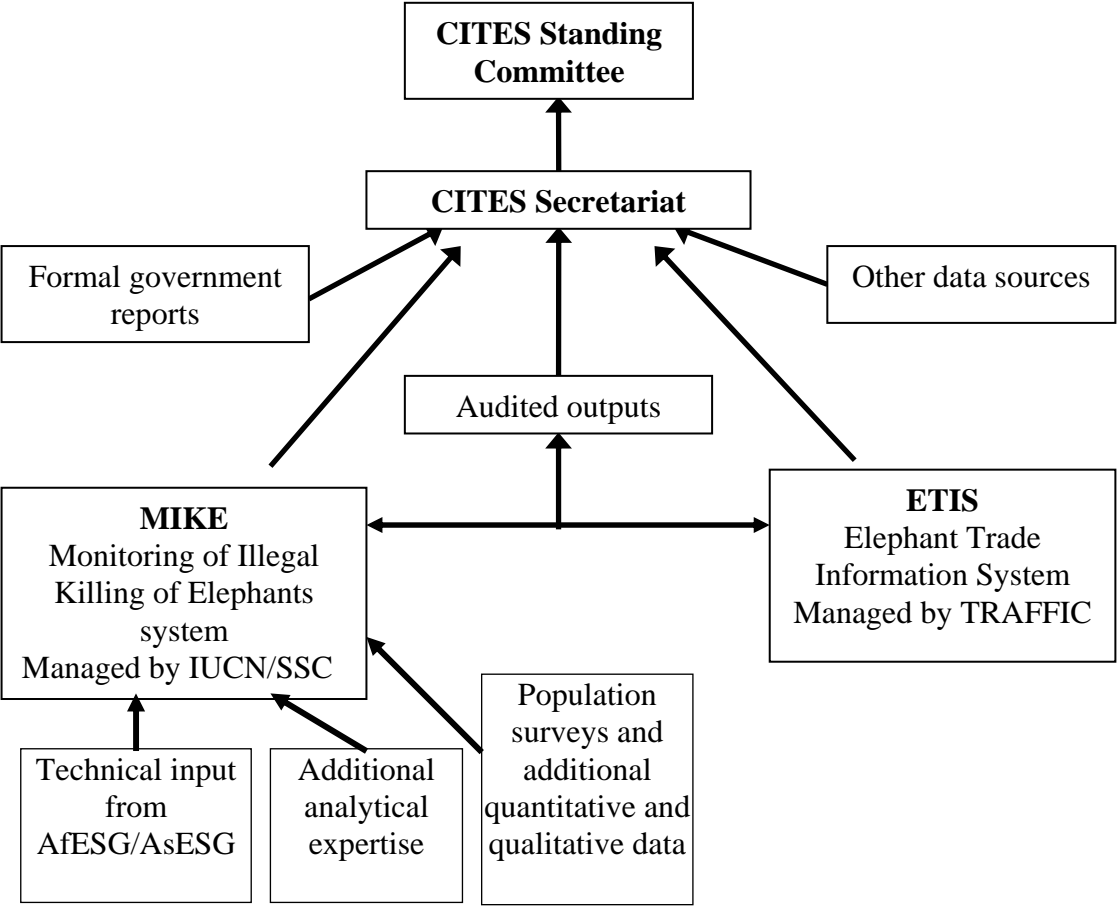 CITES Standing
Committee
CITES Secretariat
Formal government
reports
Other data sources
Audited outputs
MIKE
Monitoring of Illegal
Killing of Elephants
system
Managed by IUCN/SSC
ETIS
Elephant Trade
Information System
Managed by TRAFFIC
Technical input
from
AfESG/AsESG
Additional
analytical
expertise
Population
surveys and
additional
quantitative and
qualitative data